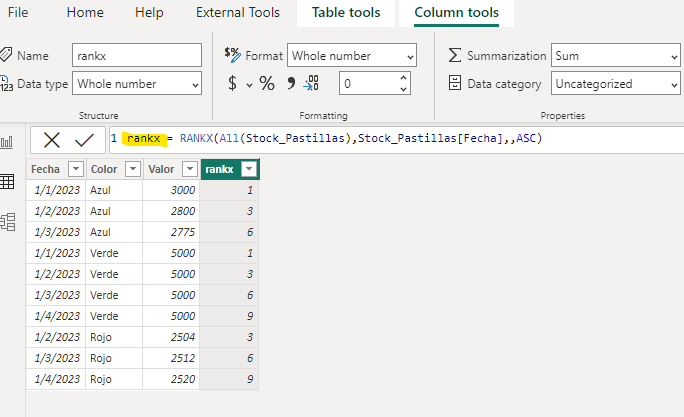 File Home Help External Tools Table tools Column tools
Name rankx $% Format Whole number Σ Summarization Sum
123 Data type Whole number $ % 9 .00 →.0 0 Data category Uncategorized
Structure Formatting Properties
1 rankx = RANKX(All(Stock_Pastillas),Stock_Pastillas[Fecha],,ASC)
Fecha Color Valor rankx
1/1/2023 Azul 3000 1
1/2/2023 Azul 2800 3
1/3/2023 Azul 2775 6
1/1/2023 Verde 5000 1
1/2/2023 Verde 5000 3
1/3/2023 Verde 5000 6
1/4/2023 Verde 5000 9
1/2/2023 Rojo 2504 3
1/3/2023 Rojo 2512 6
1/4/2023 Rojo 2520 9